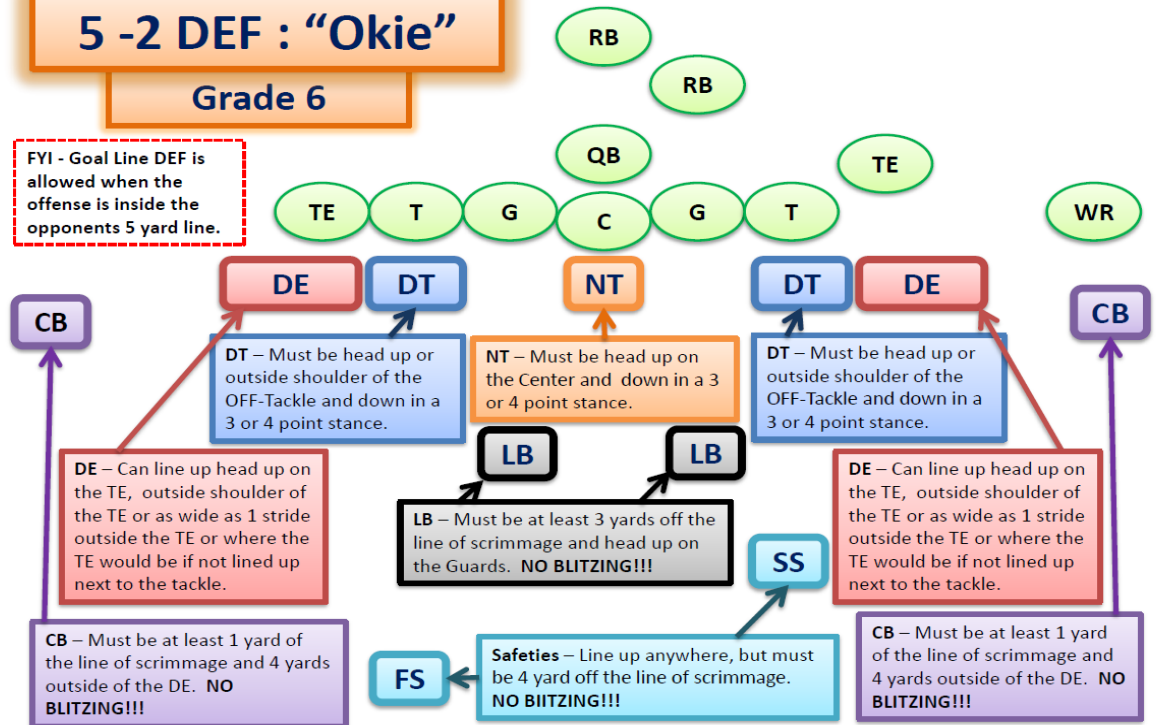 5 -2 DEF : “Okie”
Grade 6
FYI - Goal Line DEF is
allowed when the
offense is inside the
opponents 5 yard line.
RB
RB
QB
TE
TE
T
G
C
G
T
WR
DE
DT
NT
DT
DE
CB
CB
DT – Must be head up or
outside shoulder of the
OFF-Tackle and down in a
3 or 4 point stance.
NT – Must be head up on
the Center and down in a 3
or 4 point stance.
DT – Must be head up or
outside shoulder of the
OFF-Tackle and down in a
3 or 4 point stance.
LB
LB
DE – Can line up head up on
the TE, outside shoulder of
the TE or as wide as 1 stride
outside the TE or where the
TE would be if not lined up
next to the tackle.
LB – Must be at least 3 yards off the
line of scrimmage and head up on
the Guards. NO BLITZING!!!
DE – Can line up head up on
the TE, outside shoulder of
the TE or as wide as 1 stride
outside the TE or where the
TE would be if not lined up
next to the tackle.
SS
CB – Must be at least 1 yard of
the line of scrimmage and 4 yards
outside of the DE. NO
BLITZING!!!
FS
Safeties – Line up anywhere, but must
be 4 yard off the line of scrimmage.
NO BIITZING!!!
CB – Must be at least 1 yard
of the line of scrimmage and
4 yards outside of the DE. NO
BLITZING!!!